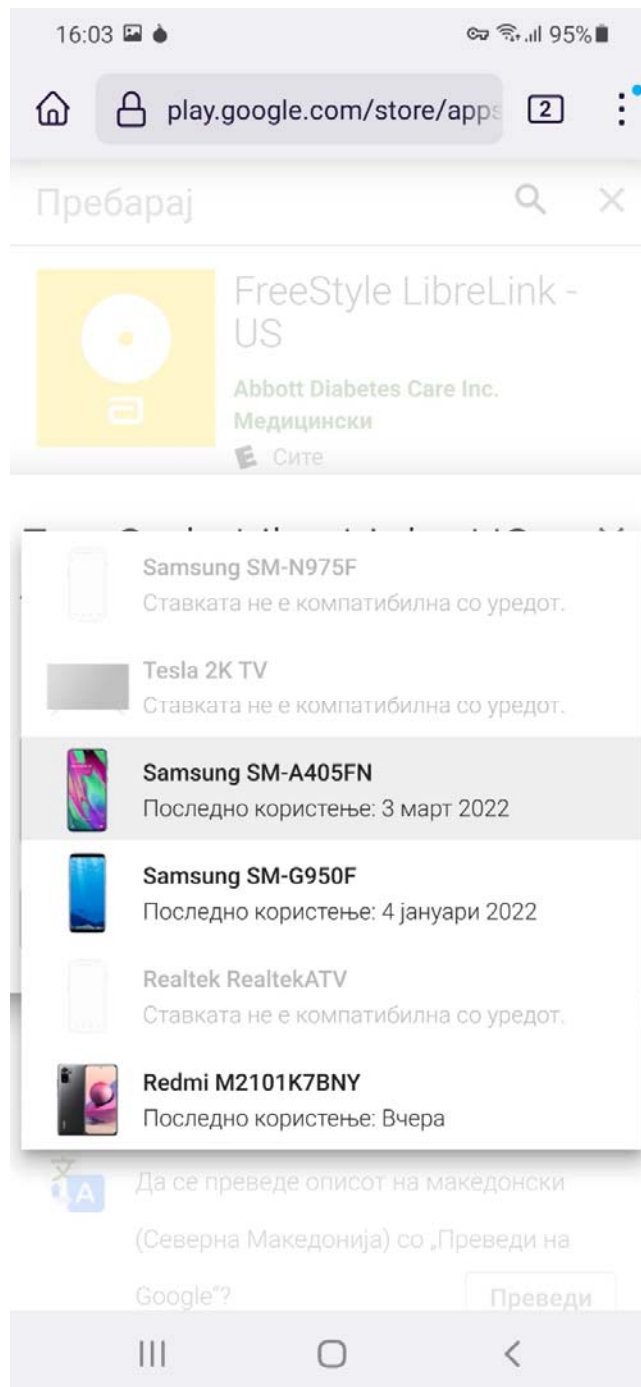 16:03 95%
play.google.com/store/apps 2
Пребарај
FreeStyle LibreLink -
US
Abbott Diabetes Care Inc.
Медицински
E Сите
Samsung SM-N975F
Ставката не е компатибилна со уредот.
Tesla 2K TV
Ставката не е компатибилна со уредот.
Samsung SM-A405FN
Последно користење: 3 март 2022
Samsung SM-G950F
Последно користење: 4 јануари 2022
Realtek RealtekATV
Ставката не е компатибилна со уредот.
Redmi M2101K7BNY
Последно користење: Вчера
Да се преведе описот на македонски
(Северна Македонија) со „Преведи на
Google“?
Преведи